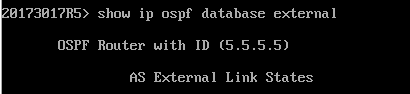 20173017R5> show ip ospf database external
OSPF Router with ID (5.5.5.5)
AS External Link States